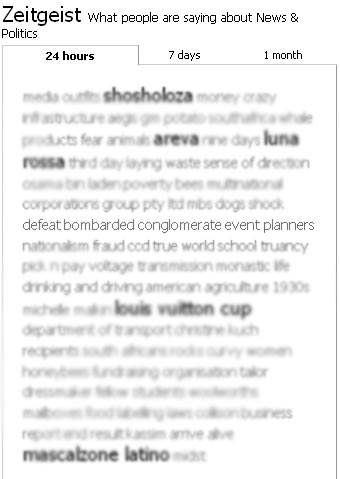 Zeitgeist What people are saying about News &
Politics
24 hours 7 days 1 month
media outfits shosholoza money crazy
infrastructure aegis gm potato southafrica whale
products fear animals areva nine days luna
rossa third day laying waste sense of direction
osama bin laden poverty bees multinational
corporations group pty ltd mbs dogs shock
defeat bombarded conglomerate event planners
nationalism fraud ccd true world school truancy
pick n pay voltage transmission monastic life
drinking and driving american agriculture 1930s
michelle malkin louis vuitton cup
department of transport christine kuch
recipients south africans rocks curvy women
honeybees fundraising organisation tailor
dressmaker fellow students woolworths
mailboxes food labelling laws collison business
report end result kassim arrive alive
mascalzone latino midst